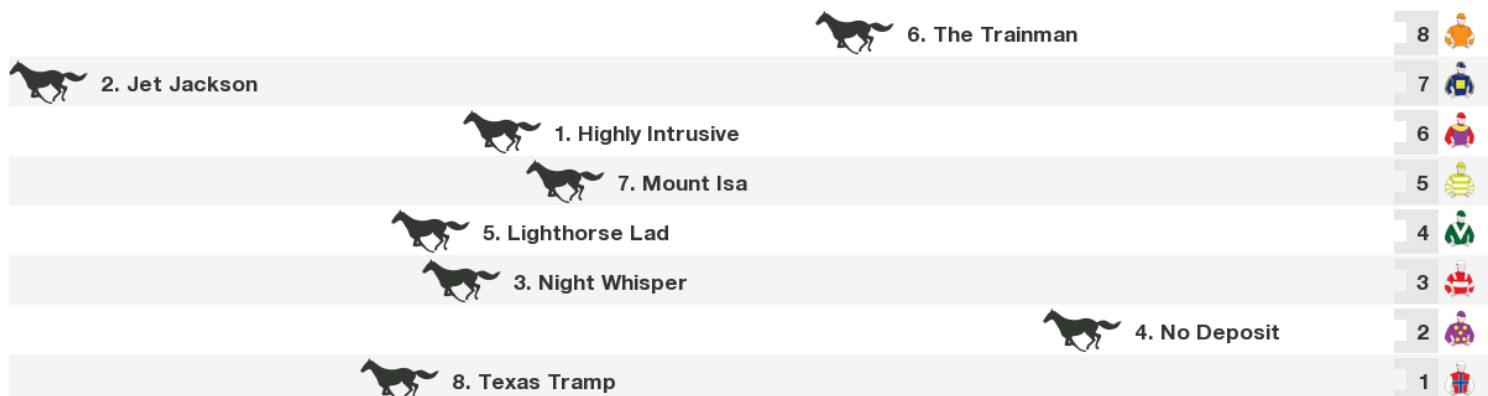 6. The Trainman 8
2. Jet Jackson 7
1. Highly Intrusive 6
7. Mount Isa 5
5. Lighthorse Lad 4
3. Night Whisper 3
4. No Deposit 2
8. Texas Tramp 1